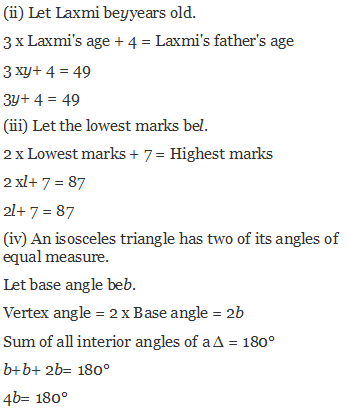 (ii) Let Laxmi beyyears old.
3 x Laxmi's age + 4 = Laxmi's father's age
3 xy+ 4 = 49
3y+ 4 = 49
(iii) Let the lowest marks bel.
2 x Lowest marks + 7 = Highest marks
2 xl+ 7 = 87
2l+ 7 = 87
(iv) An isosceles triangle has two of its angles of
equal measure.
Let base angle beb.
Vertex angle = 2 x Base angle = 2b
Sum of all interior angles of a Δ = 180°
b+b+ 2b= 180°
4b= 180°